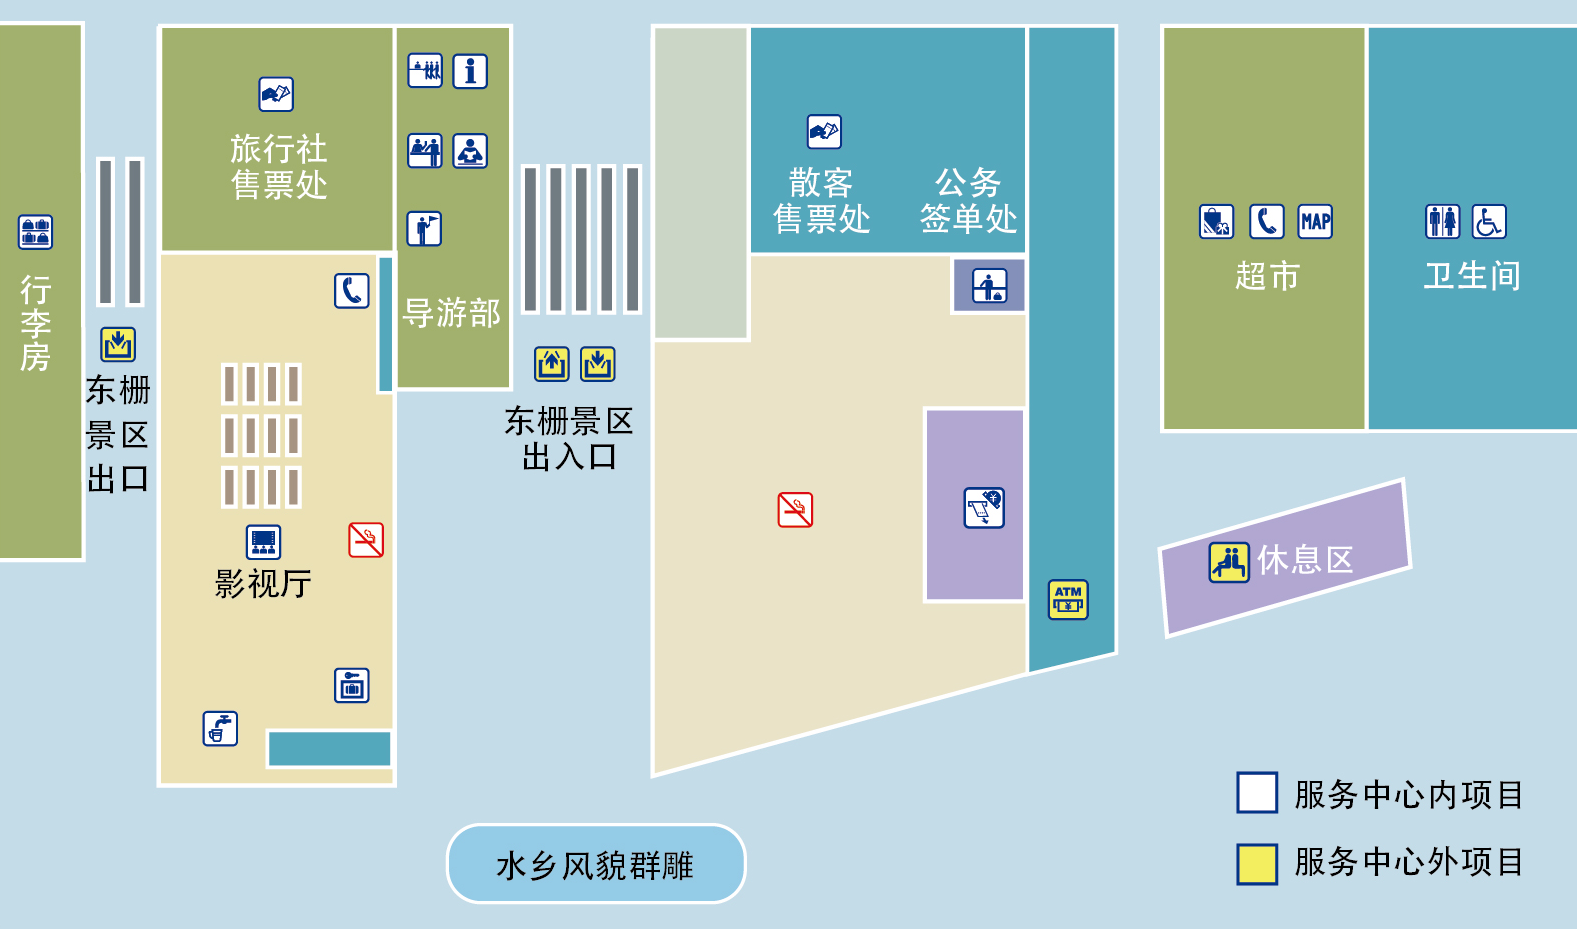 旅行社
售票处
行
李
房
东栅
景区
出口
导游部
东栅景区
出入口
影视厅
散客
售票处
公务
签单处
ATM
MAP
超市
卫生间
休息区
水乡风貌群雕
服务中心内项目
服务中心外项目